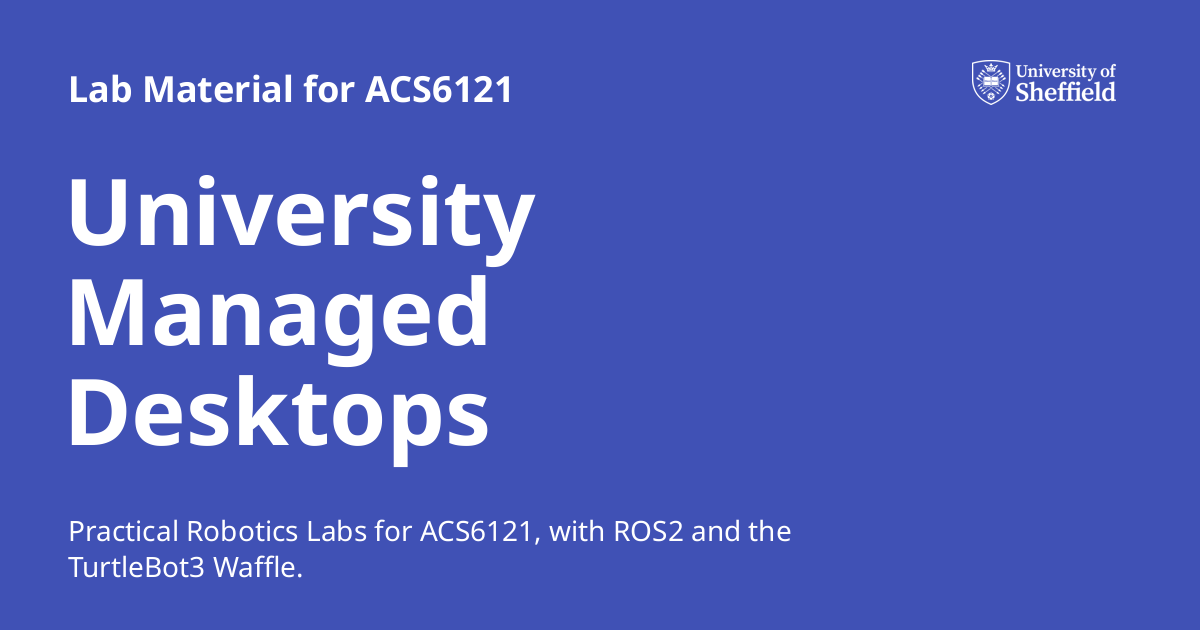 Lab Material for ACS6121
University of
Sheffield
University
Managed
Desktops
Practical Robotics Labs for ACS6121, with ROS2 and the
TurtleBot3 Waffle.